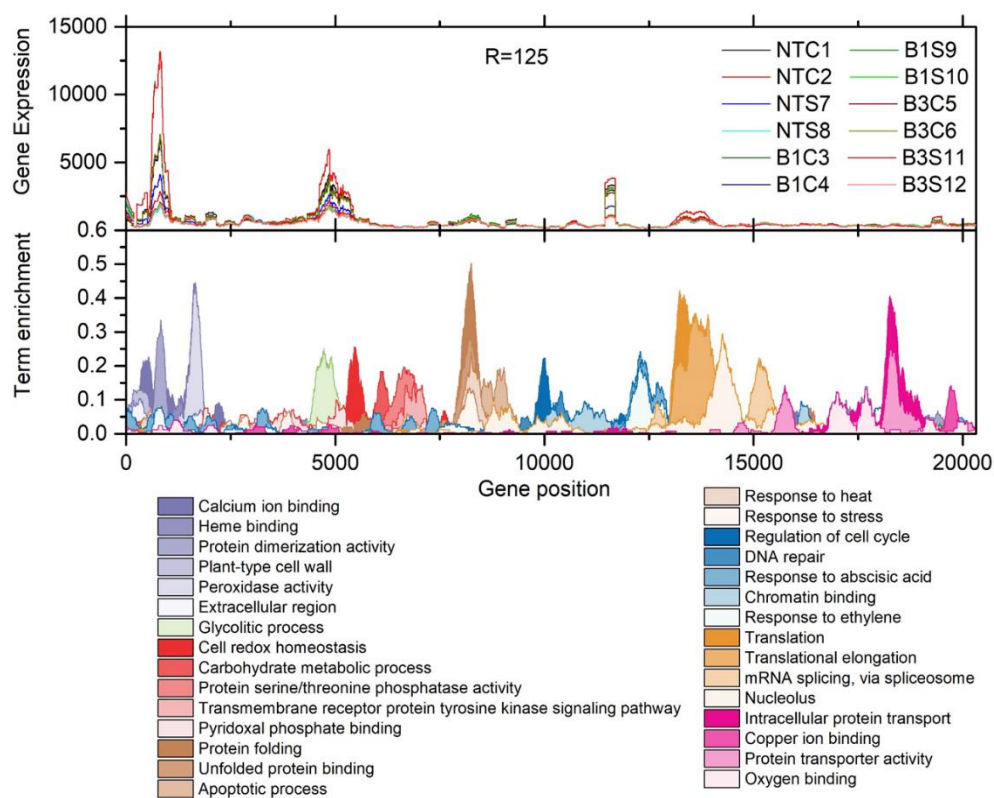 15000
10000
5000
Gene Expression
R=125
NTC1
NTC2
NTS7
NTS8
B1C3
B1C4
B1S9
B1S10
B3C5
B3C6
B3S11
B3S12
0.6
0.5
0.4
0.3
0.2
0.1
0.0
Term enrichment
0
5000
10000
15000
20000
Gene position
Calcium ion binding
Heme binding
Protein dimerization activity
Plant-type cell wall
Peroxidase activity
Extracellular region
Glycolitic process
Cell redox homeostasis
Carbohydrate metabolic process
Protein serine/threonine phosphatase activity
Transmembrane receptor protein tyrosine kinase signaling pathway
Pyridoxal phosphate binding
Protein folding
Unfolded protein binding
Apoptotic process
Response to heat
Response to stress
Regulation of cell cycle
DNA repair
Response to abscisic acid
Chromatin binding
Response to ethylene
Translation
Translational elongation
mRNA splicing, via spliceosome
Nucleolus
Intracellular protein transport
Copper ion binding
Protein transporter activity
Oxygen binding